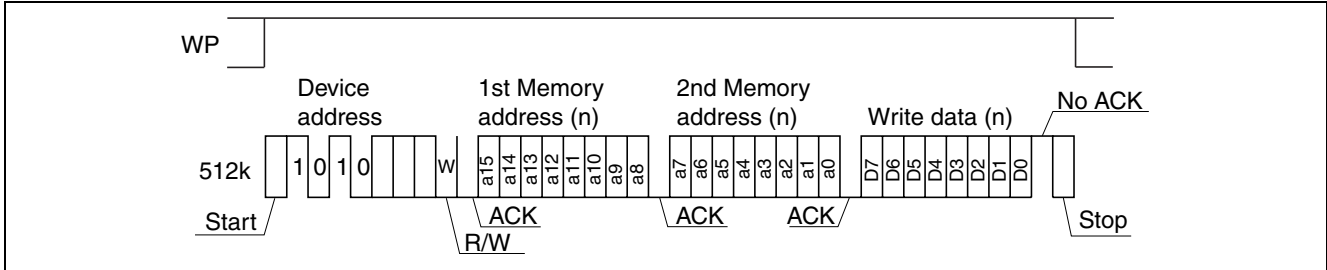 WP
Device
address
1st Memory
address (n)
2nd Memory
address (n)
Write data (n)
No ACK
512k
1 0 1 0
W
a15 a14 a13 a12 a11 a10 a9 a8
a7 a6 a5 a4 a3 a2 a1 a0
D7 D6 D5 D4 D3 D2 D1 D0
Start
R/W
ACK
ACK
ACK
Stop